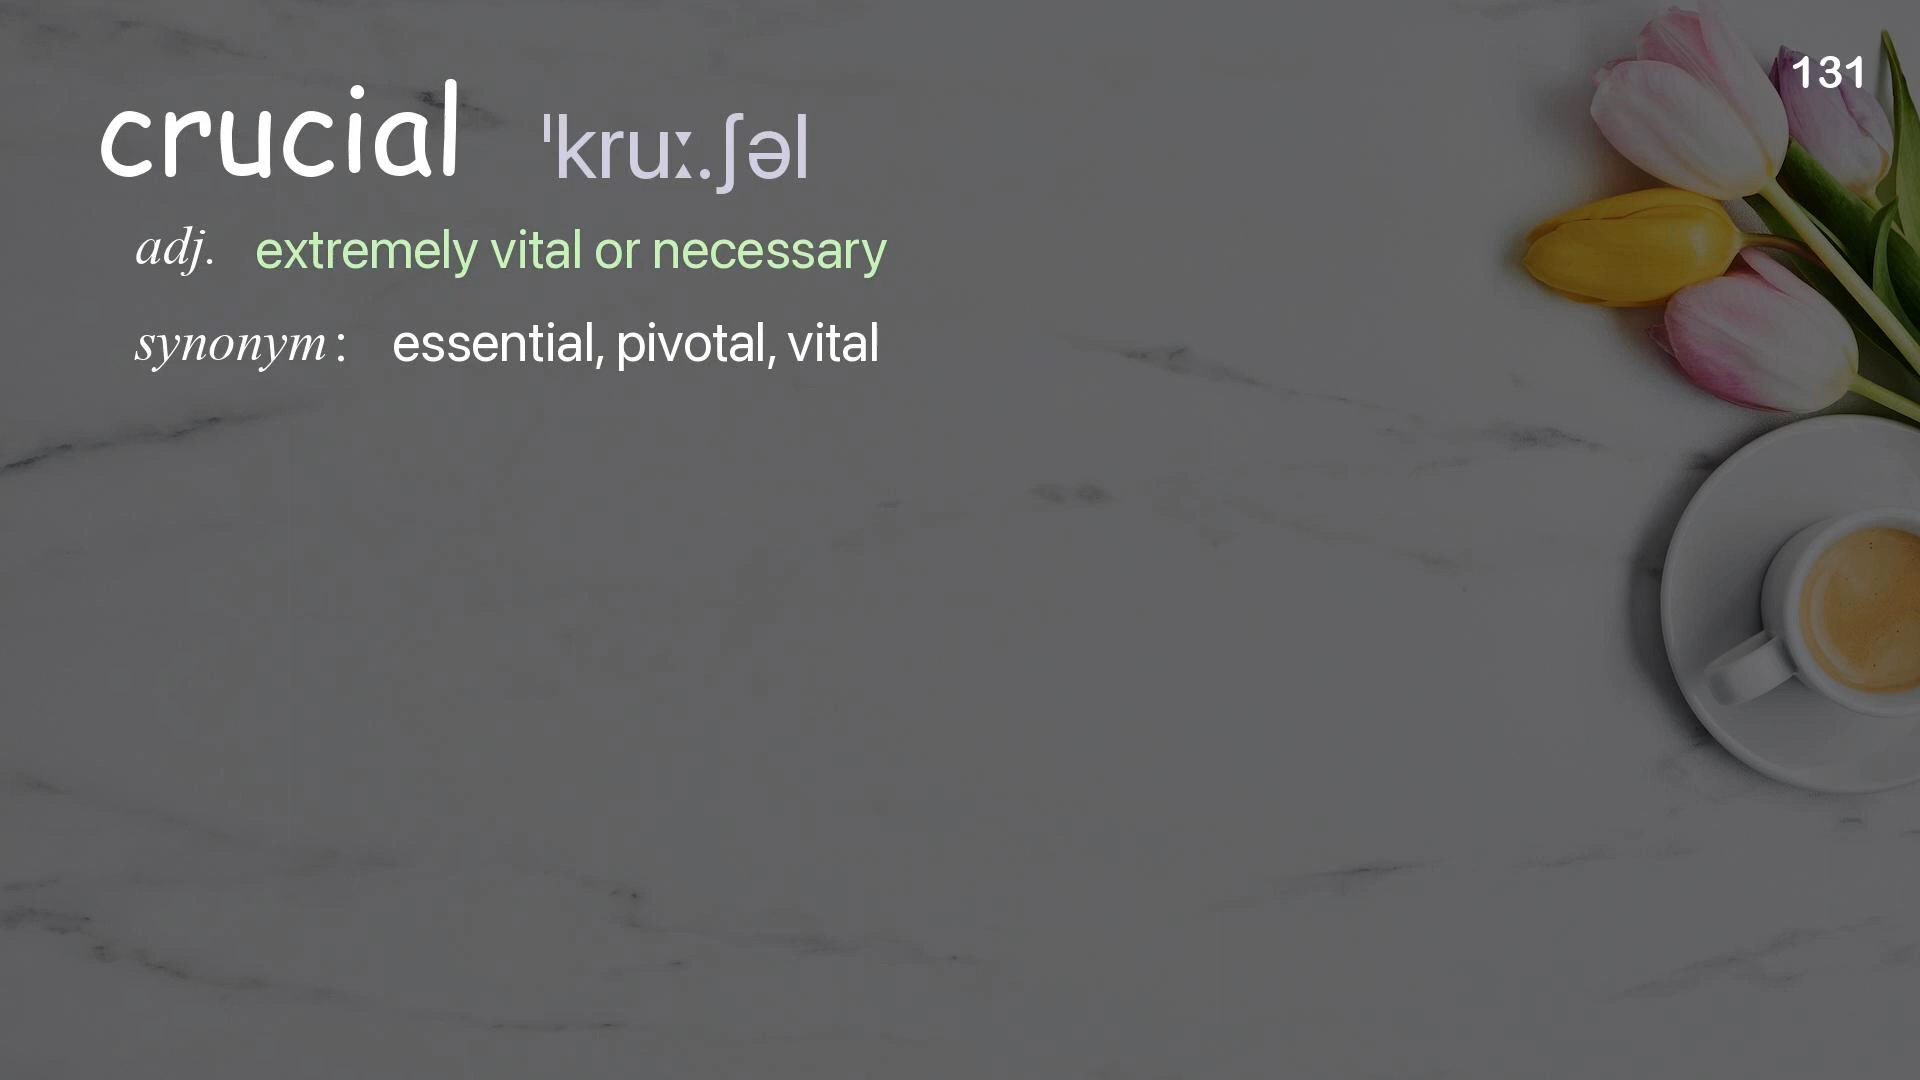 131
crucial ˈkruː.ʃəl
adj. extremely vital or necessary
synonym: essential, pivotal, vital